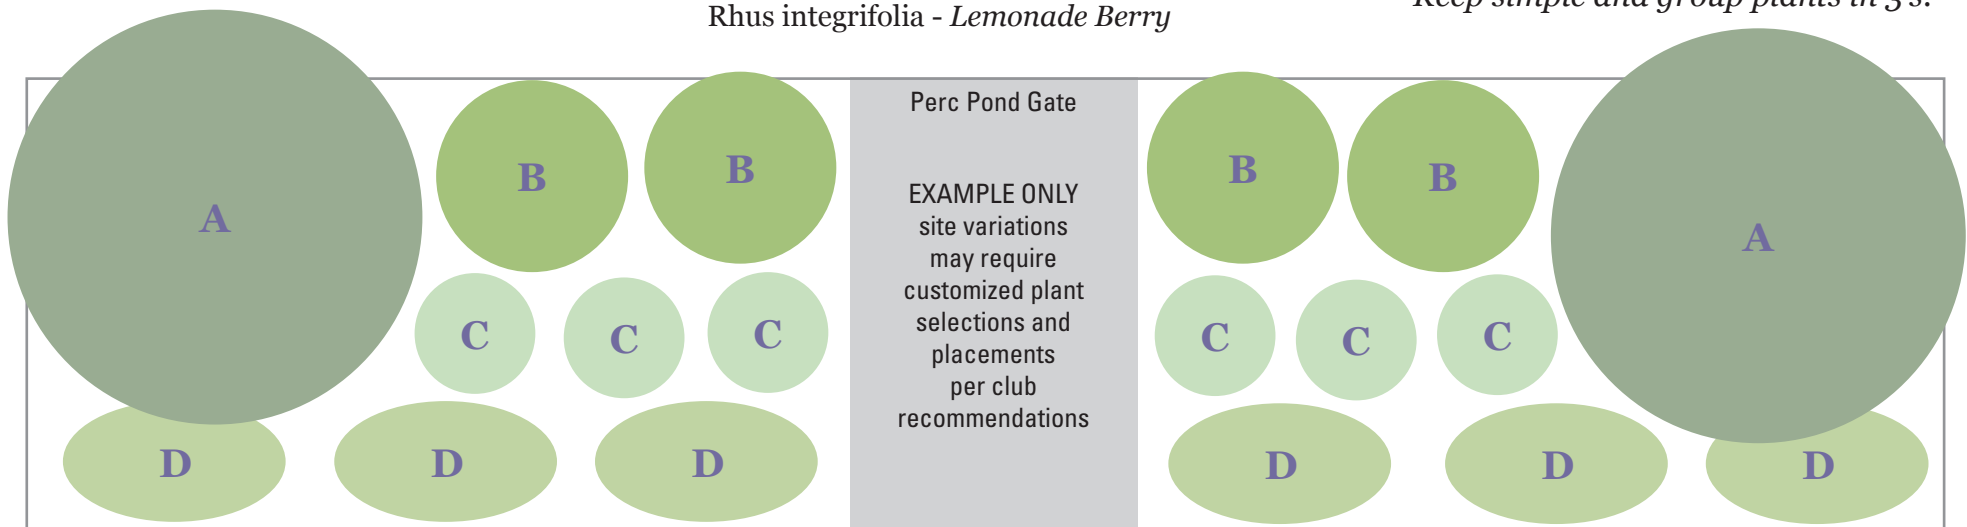 Rhus integrifolia - Lemonade Berry
Keep simple and group plants in 3's.
A
B
B
Perc Pond Gate
EXAMPLE ONLY
site variations
may require
customized plant
selections and
placements
per club
recommendations
B
B
A
C
C
C
C
C
C
D
D
D
D
D
D